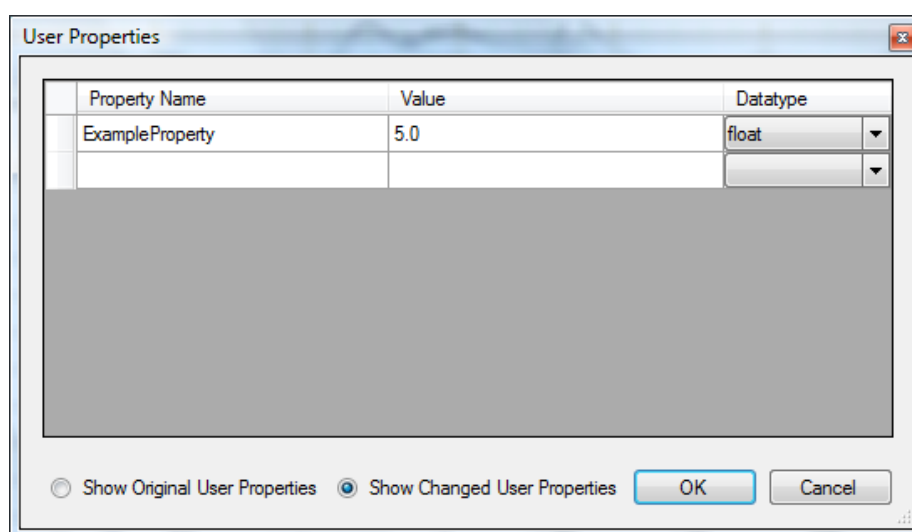 User Properties
Property Name Value Datatype
ExampleProperty 5.0 float
Show Original User Properties Show Changed User Properties OK Cancel